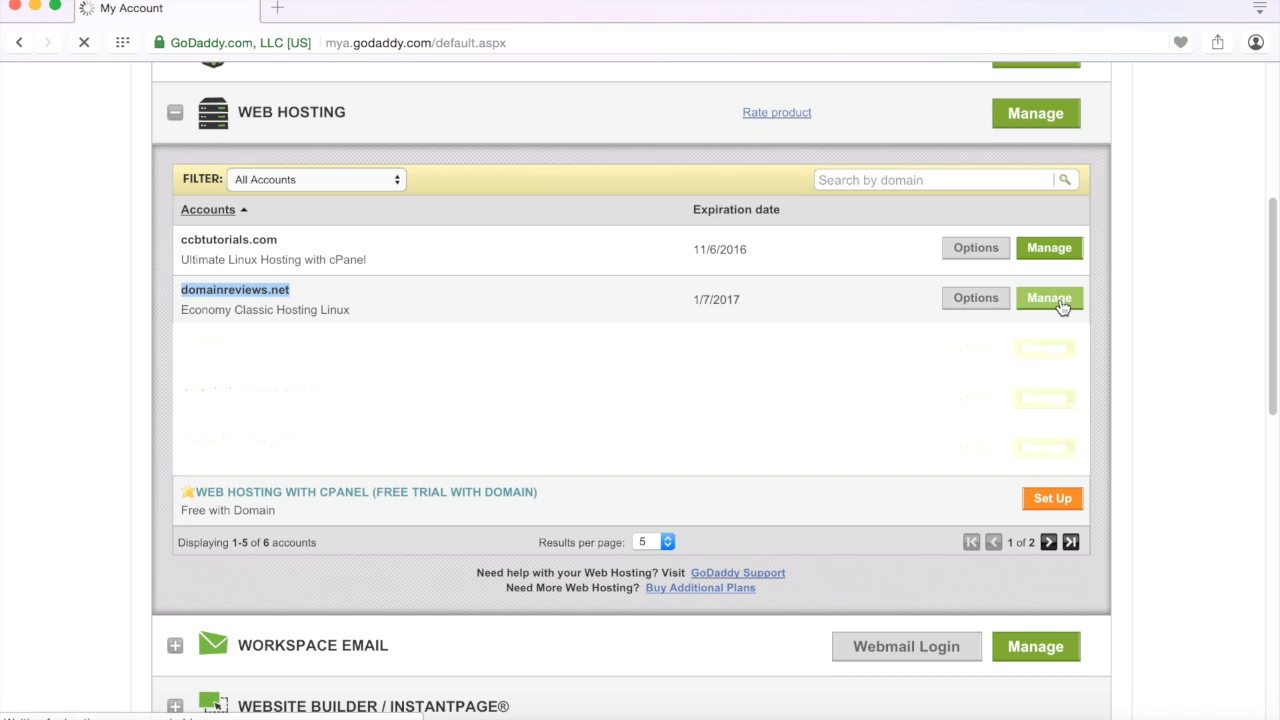 My Account
GoDaddy.com, LLC [US] mya.godaddy.com/default.aspx
WEB HOSTING Rate product Manage
FILTER: All Accounts Search by domain
Accounts Expiration date
ccbtutorials.com
Ultimate Linux Hosting with cPanel
11/6/2016 Options Manage
domainreviews.net
Economy Classic Hosting Linux
1/7/2017 Options Manage
WEB HOSTING WITH CPANEL (FREE TRIAL WITH DOMAIN)
Free with Domain
Set Up
Displaying 1-5 of 6 accounts Results per page: 5 1 of 2
Need help with your Web Hosting? Visit GoDaddy Support
Need More Web Hosting? Buy Additional Plans
WORKSPACE EMAIL Webmail Login Manage
WEBSITE BUILDER / INSTANTPAGE®